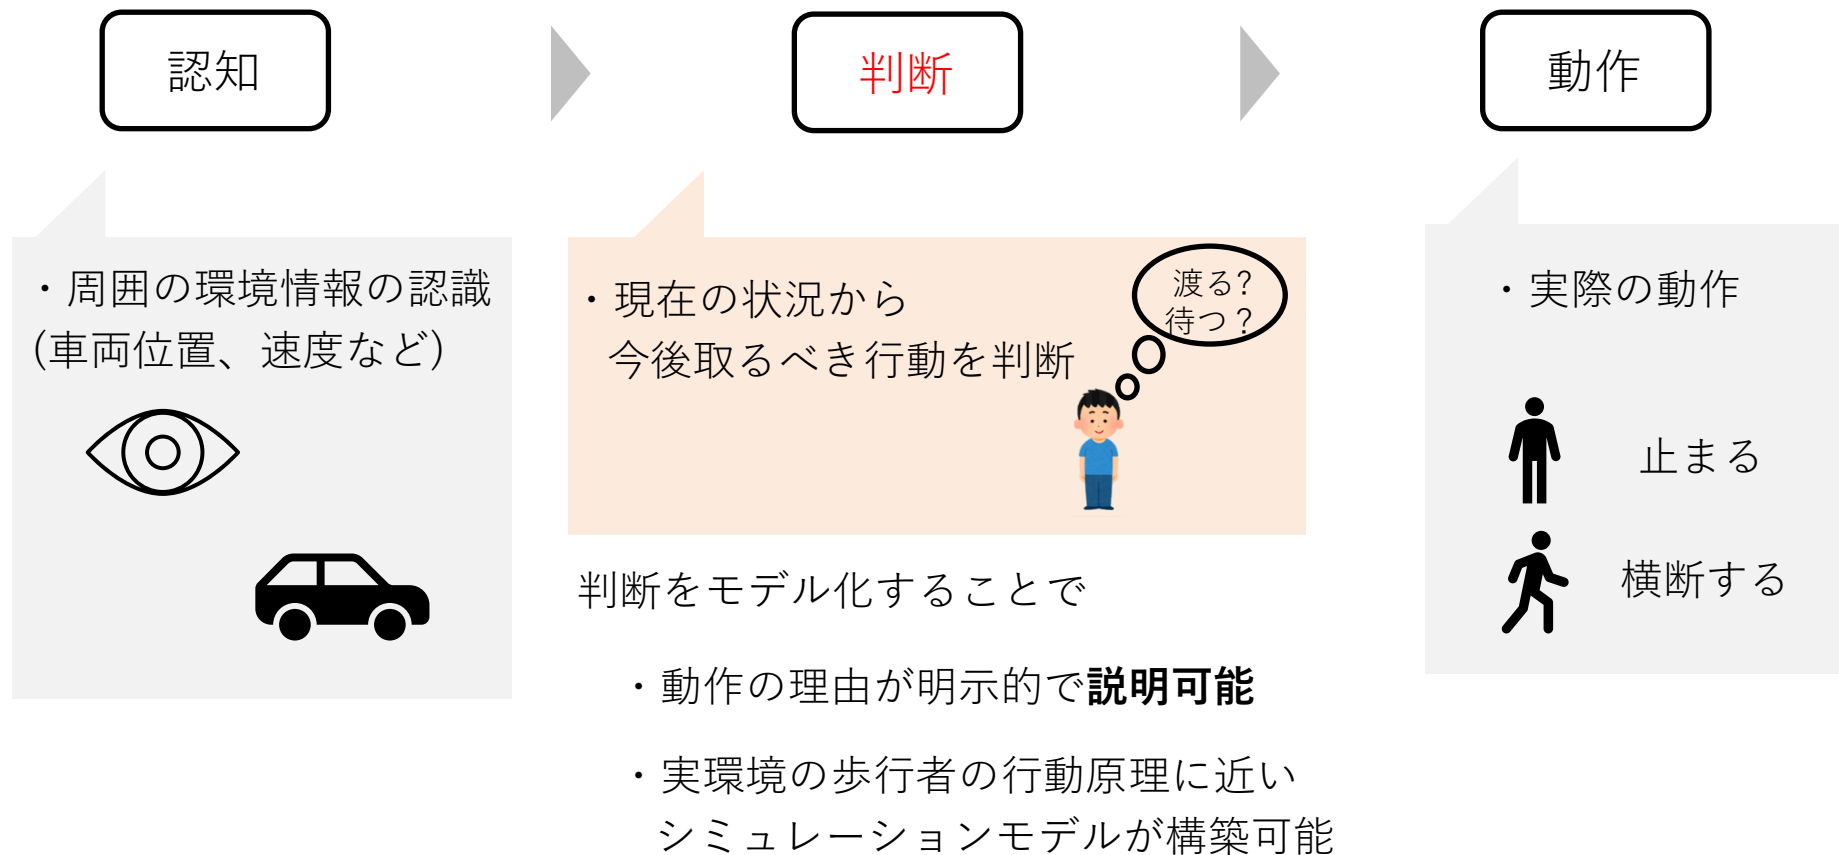 認知
判断
動作
・周囲の環境情報の認識
(車両位置、速度など)
・現在の状況から
今後取るべき行動を判断
渡る?
待つ？
・実際の動作
止まる
横断する
判断をモデル化することで
・動作の理由が明示的で説明可能
・実環境の歩行者の行動原理に近い
シミュレーションモデルが構築可能